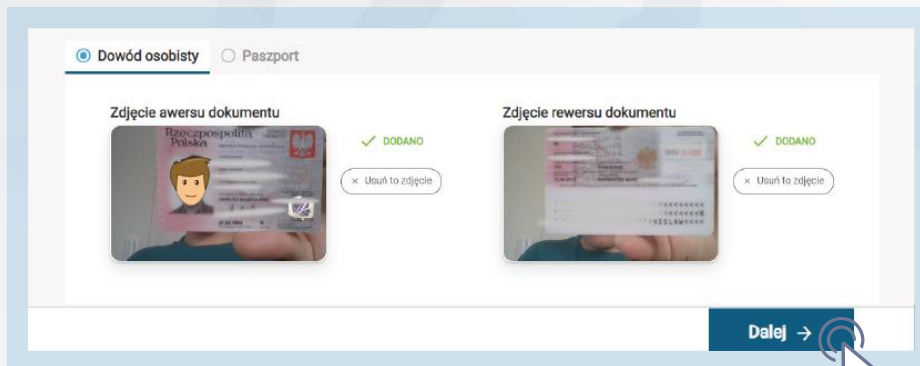 Dowód osobisty
Paszport
Zdjęcie awersu dokumentu
Zdjęcie rewersu dokumentu
Rzeczpospolita
Polska
✓ DODANO
× Usuń to zdjęcie
✓ DODANO
× Usuń to zdjęcie
Dalej →